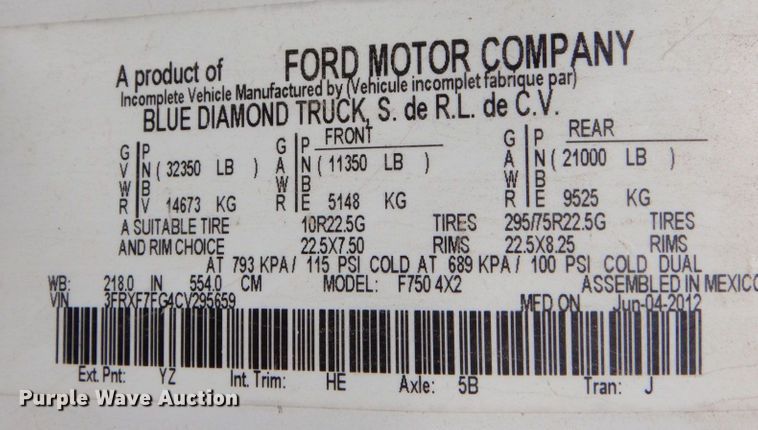 A product of FORD MOTOR COMPANY
Incomplete Vehicle Manufactured by (Vehicule incomplet fabrique par)
BLUE DIAMOND TRUCK, S. de R.L. de C.V.
FRONT REAR
G P G P G P
V N ( 32350 LB ) A N ( 11350 LB ) A N ( 21000 LB )
W B W B W B
R V 14673 KG R E 5148 KG R E 9525 KG
A SUITABLE TIRE 10R22.5G TIRES 295/75R22.5G TIRES
AND RIM CHOICE 22.5X7.50 RIMS 22.5X8.25 RIMS
AT 793 KPA / 115 PSI COLD AT 689 KPA / 100 PSI COLD DUAL
WB: 218.0 IN 554.0 CM MODEL: F750 4X2 ASSEMBLED IN MEXICO
VIN 3FRXF7FG4CV295659 MFD ON Jun-04-2012
Ext. Pnt: YZ Int. Trim: HE Axle: 5B Tran: J
Purple Wave Auction